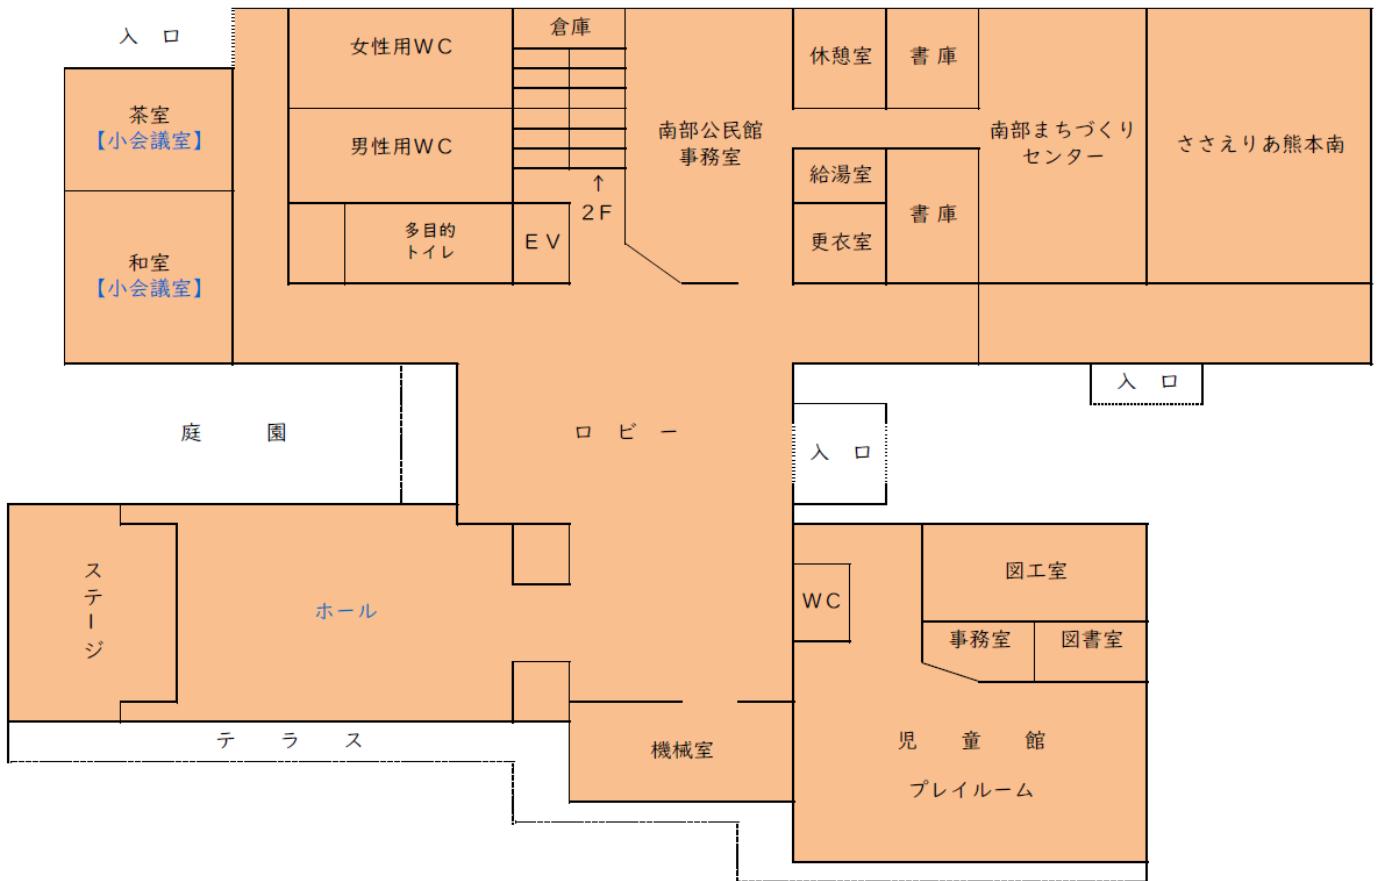 入 口
女性用WC
倉庫
休憩室
書 庫
茶室
【小会議室】
男性用WC
南部公民館
事務室
南部まちづくり
センター
ささえりあ熊本南
給湯室
↑
2F
書 庫
多目的
トイレ
EV
更衣室
和室
【小会議室】
入 口
庭 園
ロ ビ ー
入 口
ステージ
ホール
WC
図工室
事務室
図書室
テ ラ ス
機械室
児 童 館
プレイルーム